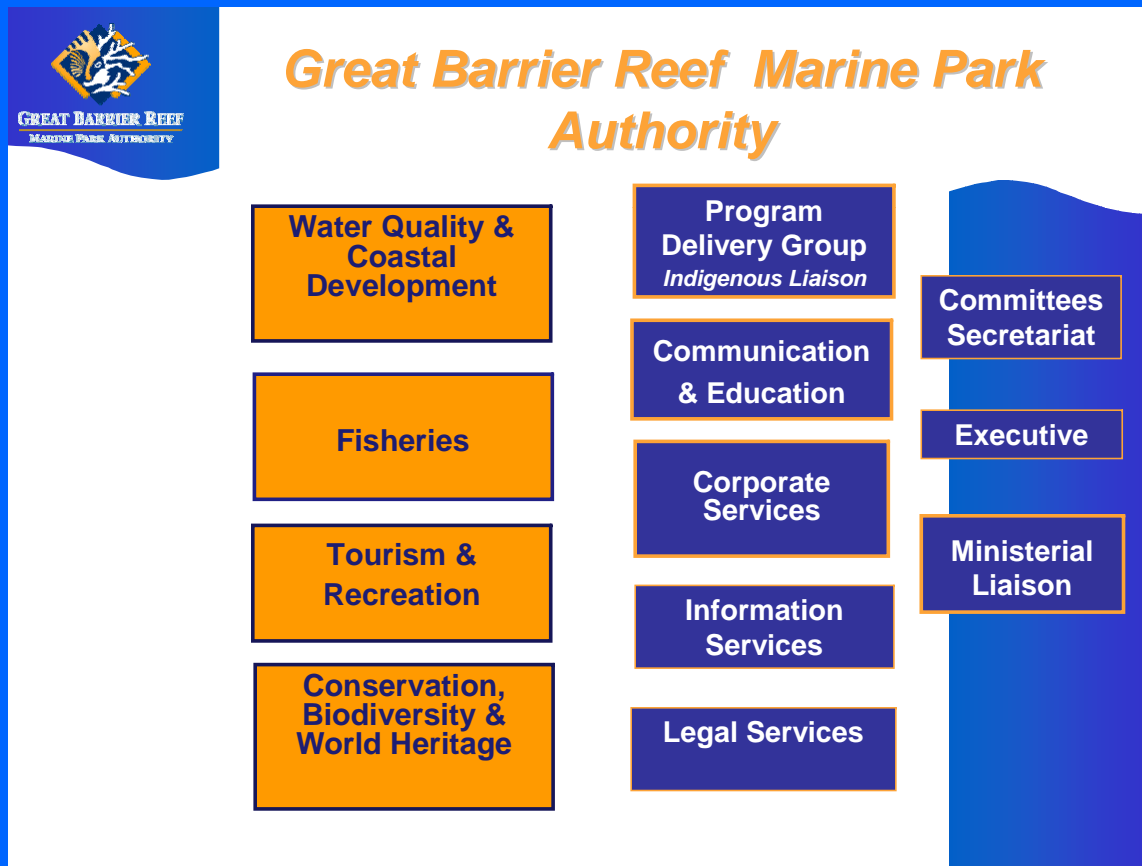 GREAT BARRIER REEF
MARINE PARK AUTHORITY
Great Barrier Reef Marine Park
Authority
Water Quality &
Coastal
Development
Fisheries
Tourism &
Recreation
Conservation,
Biodiversity &
World Heritage
Program
Delivery Group
Indigenous Liaison
Communication
& Education
Corporate
Services
Information
Services
Legal Services
Committees
Secretariat
Executive
Ministerial
Liaison